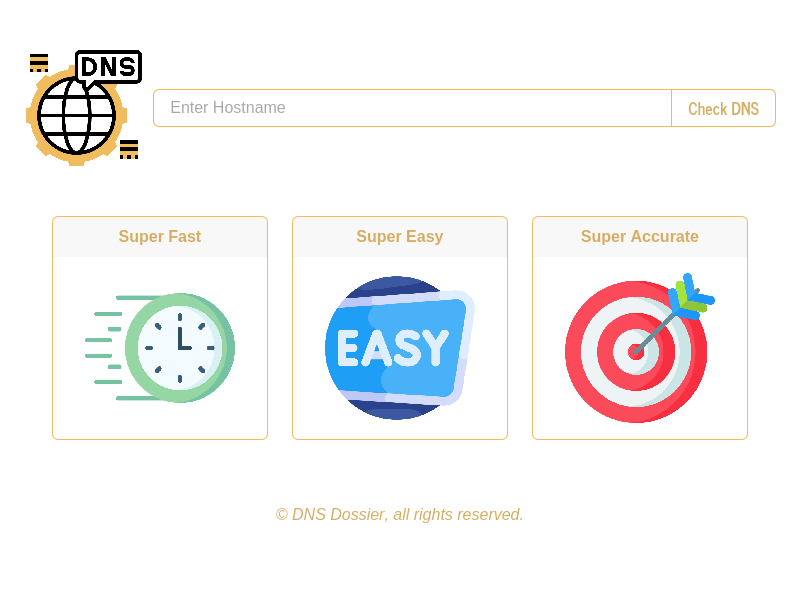 DNS
Enter Hostname
Check DNS
Super Fast
Super Easy
Super Accurate
EASY
© DNS Dossier, all rights reserved.